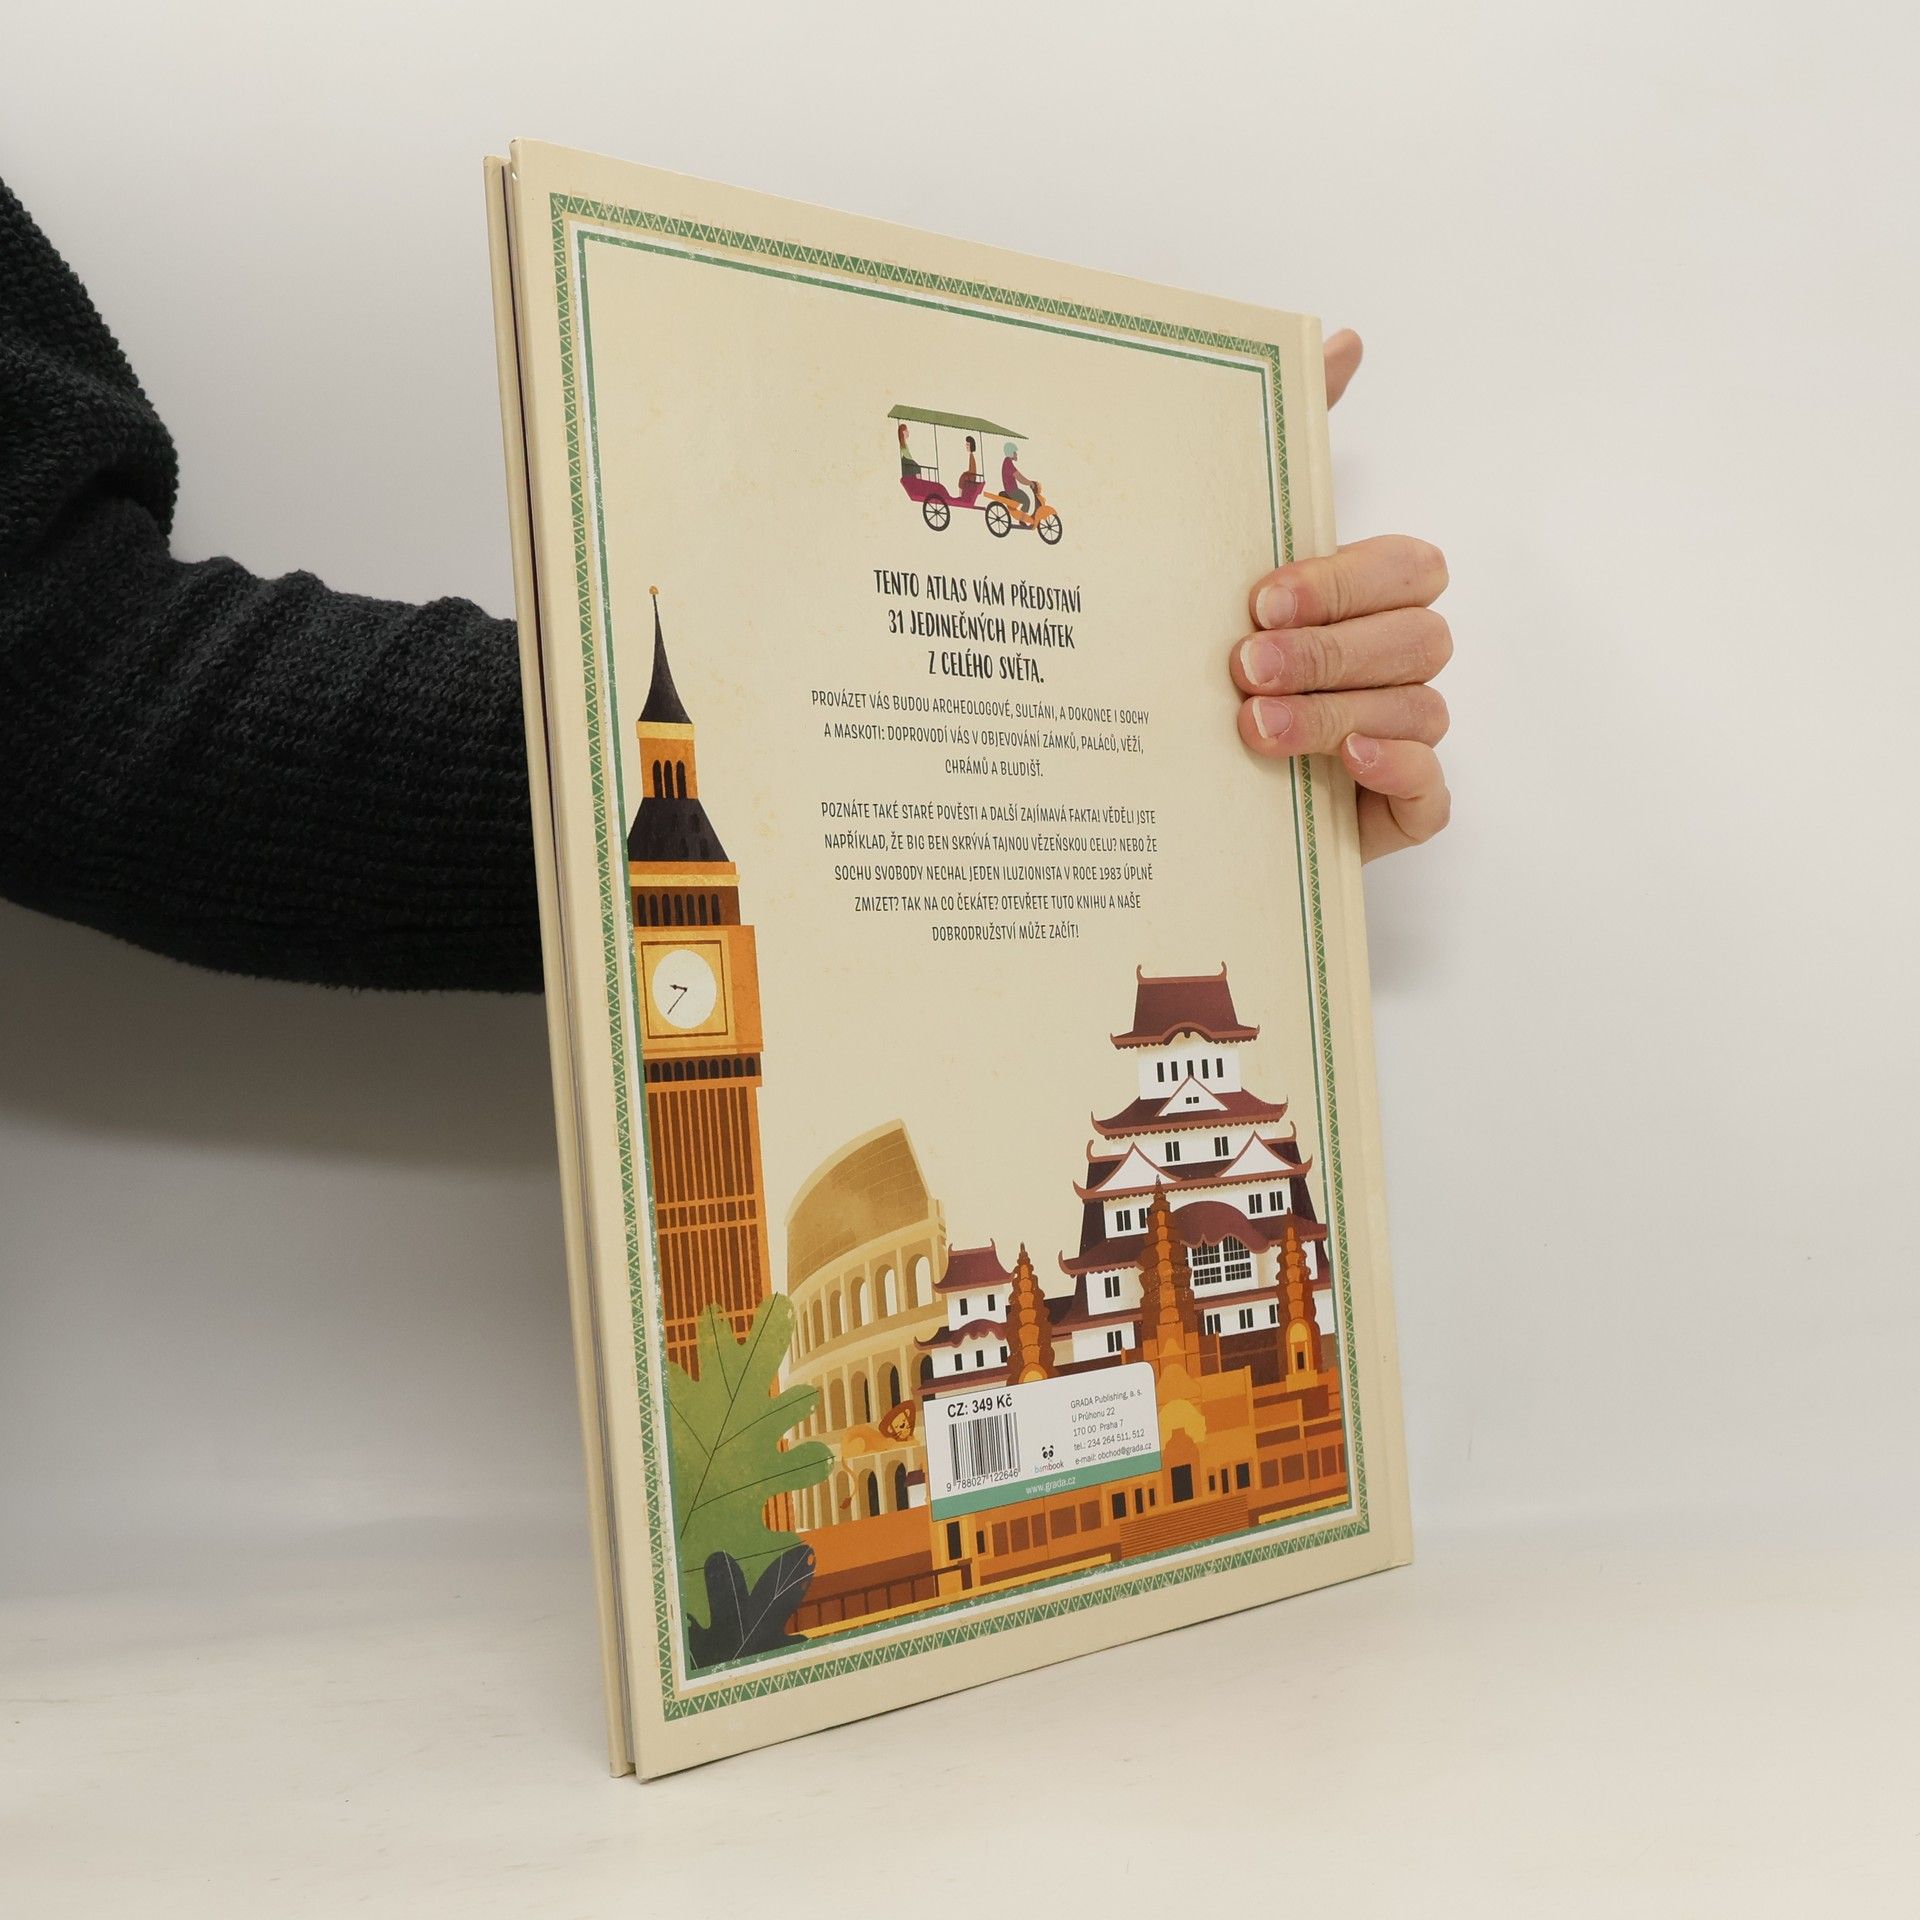 TENTO ATLAS VÁM PŘEDSTAVÍ
31 JEDINEČNÝCH PAMÁTEK
Z CELÉHO SVĚTA.
PROVÁZET VÁS BUDOU ARCHEOLOGOVÉ, SULTÁNI, A DOKONCE I SOCHY
A MASKOTI: DOPROVODÍ VÁS V OBJEVOVÁNÍ ZÁMKŮ, PALÁCŮ, VĚŽÍ,
CHRÁMŮ A BLUDIŠŤ.
POZNÁTE TAKÉ STARÉ POVĚSTI A DALŠÍ ZAJÍMAVÁ FAKTA! VĚDĚLI JSTE
NAPŘÍKLAD, ŽE BIG BEN SKRÝVÁ TAJNOU VĚZEŇSKOU CELU? NEBO ŽE
SOCHU SVOBODY NECHAL JEDEN ILUZIONISTA V ROCE 1983 ÚPLNĚ
ZMIZET? TAK NA CO ČEKÁTE? OTEVŘETE TUTO KNIHU A NAŠE
DOBRODRUŽSTVÍ MŮŽE ZAČÍT!
CZ: 349 Kč
9 788027 122646
bambook
GRADA Publishing, a. s.
U Průhonu 22
170 00 Praha 7
tel.: 234 264 511, 512
e-mail: obchod@grada.cz
www.grada.cz